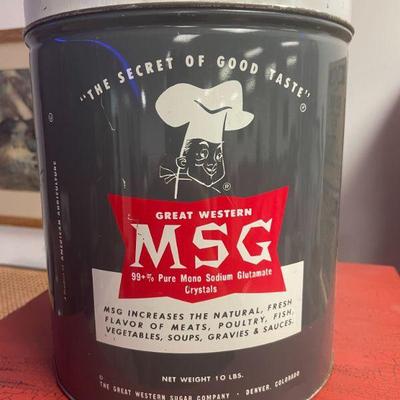 "THE SECRET OF GOOD TASTE"
®
®
GREAT WESTERN
MSG
99+% Pure Mono Sodium Glutamate
Crystals
MSG INCREASES THE NATURAL, FRESH
FLAVOR OF MEATS, POULTRY, FISH,
VEGETABLES, SOUPS, GRAVIES & SAUCES.
NET WEIGHT 10 LBS.
©
THE GREAT WESTERN SUGAR COMPANY · DENVER, COLORADO
AMERICAN AGRICULTURE